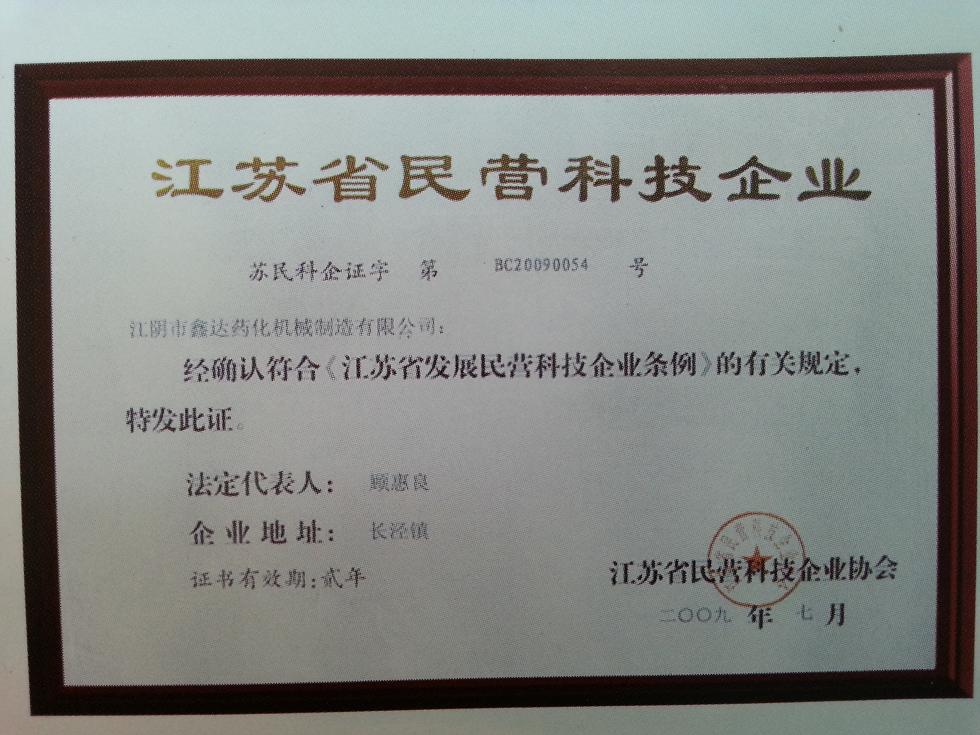 江苏省民营科技企业
苏民科企证字 第 BC20090054 号
江阴市鑫达药化机械制造有限公司：
经确认符合《江苏省发展民营科技企业条例》的有关规定，
特发此证。
法定代表人： 顾惠良
企业地址： 长泾镇
证书有效期：贰年
江苏省民营科技企业协会
二〇〇九 年 七 月